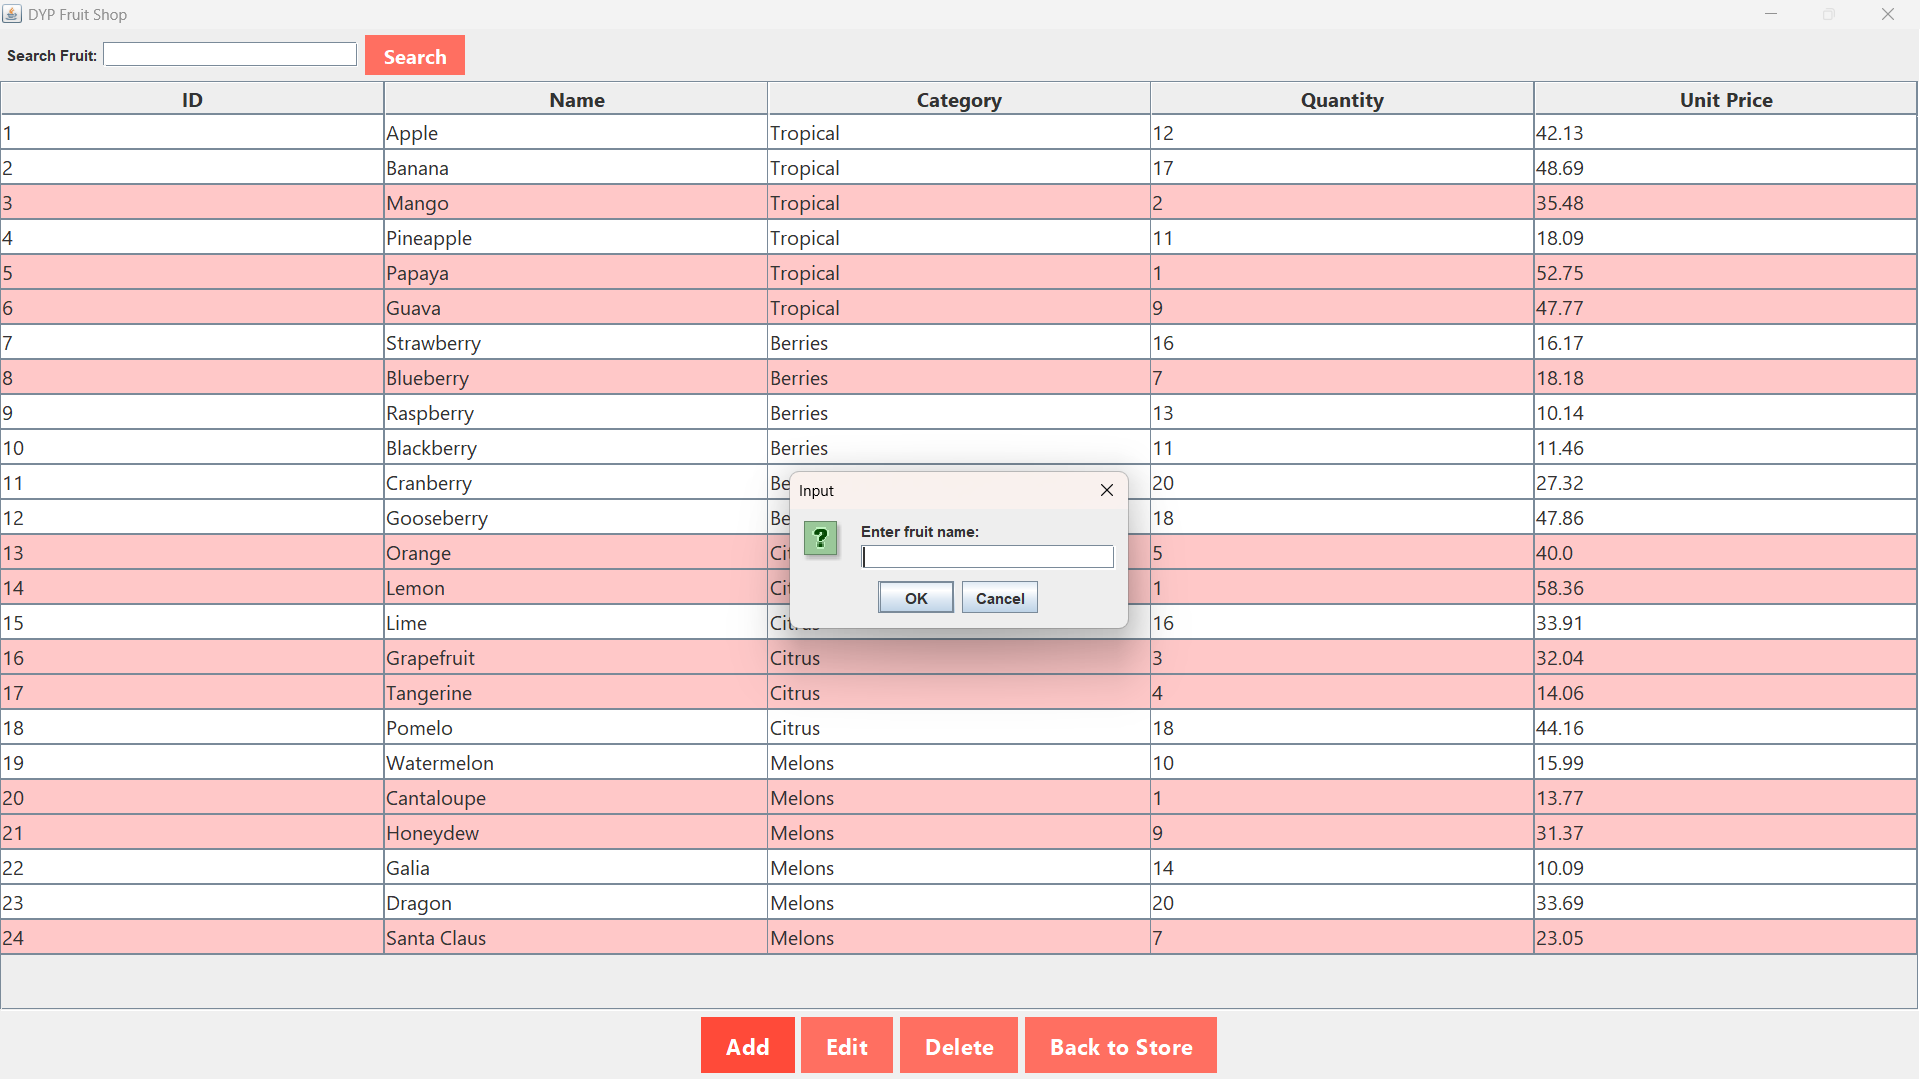 DYP Fruit Shop
Search Fruit: Search
ID Name Category Quantity Unit Price
1 Apple Tropical 12 42.13
2 Banana Tropical 17 48.69
3 Mango Tropical 2 35.48
4 Pineapple Tropical 11 18.09
5 Papaya Tropical 1 52.75
6 Guava Tropical 9 47.77
7 Strawberry Berries 16 16.17
8 Blueberry Berries 7 18.18
9 Raspberry Berries 13 10.14
10 Blackberry Berries 11 11.46
11 Cranberry Be 20 27.32
12 Gooseberry Be 18 47.86
13 Orange Cit 5 40.0
14 Lemon Cit 1 58.36
15 Lime Cit 16 33.91
16 Grapefruit Citrus 3 32.04
17 Tangerine Citrus 4 14.06
18 Pomelo Citrus 18 44.16
19 Watermelon Melons 10 15.99
20 Cantaloupe Melons 1 13.77
21 Honeydew Melons 9 31.37
22 Galia Melons 14 10.09
23 Dragon Melons 20 33.69
24 Santa Claus Melons 7 23.05
Input
?
Enter fruit name:
OK Cancel
Add Edit Delete Back to Store